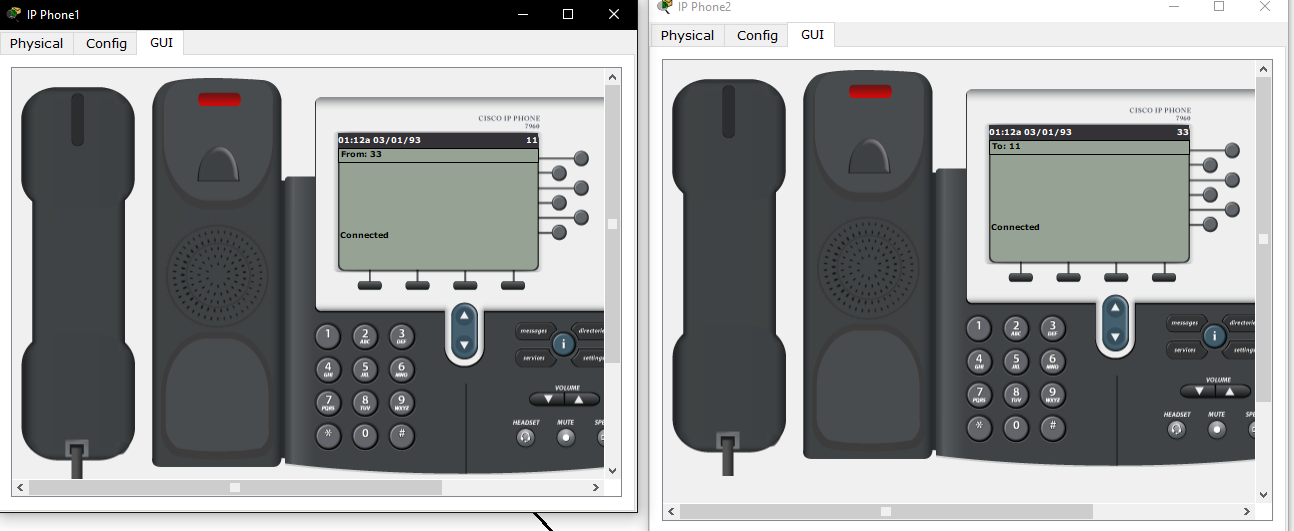 IP Phone1
Physical Config GUI
CISCO IP PHONE
7960
01:12a 03/01/93 11
From: 33
Connected
1 2 ABC 3 DEF
4 GHI 5 JKL 6 MNO
7 PQRS 8 TUV 9 WXYZ
* 0 #
messages directorie
i
services settings
VOLUME
HEADSET MUTE SPE
IP Phone2
Physical Config GUI
CISCO IP PHONE
7960
01:12a 03/01/93 33
To: 11
Connected
1 2 ABC 3 DEF
4 GHI 5 JKL 6 MNO
7 PQRS 8 TUV 9 WXYZ
* 0 #
messages directorie
i
services settings
VOLUME
HEADSET MUTE SPE